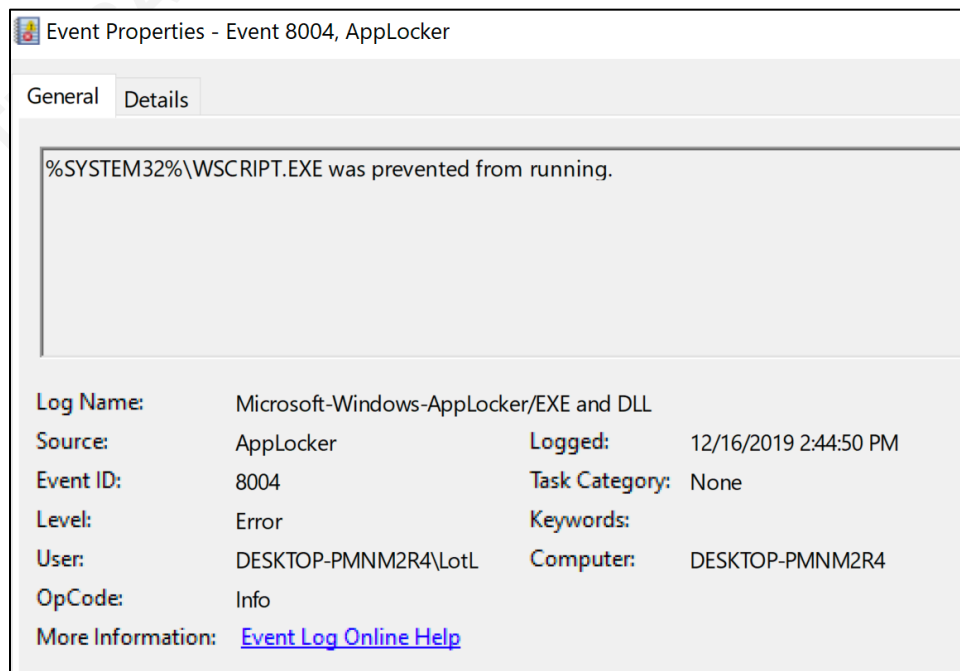 Event Properties - Event 8004, AppLocker
General Details
%SYSTEM32%\WSCRIPT.EXE was prevented from running.
Log Name: Microsoft-Windows-AppLocker/EXE and DLL
Source: AppLocker Logged: 12/16/2019 2:44:50 PM
Event ID: 8004 Task Category: None
Level: Error Keywords:
User: DESKTOP-PMNM2R4\LotL Computer: DESKTOP-PMNM2R4
OpCode: Info
More Information: Event Log Online Help